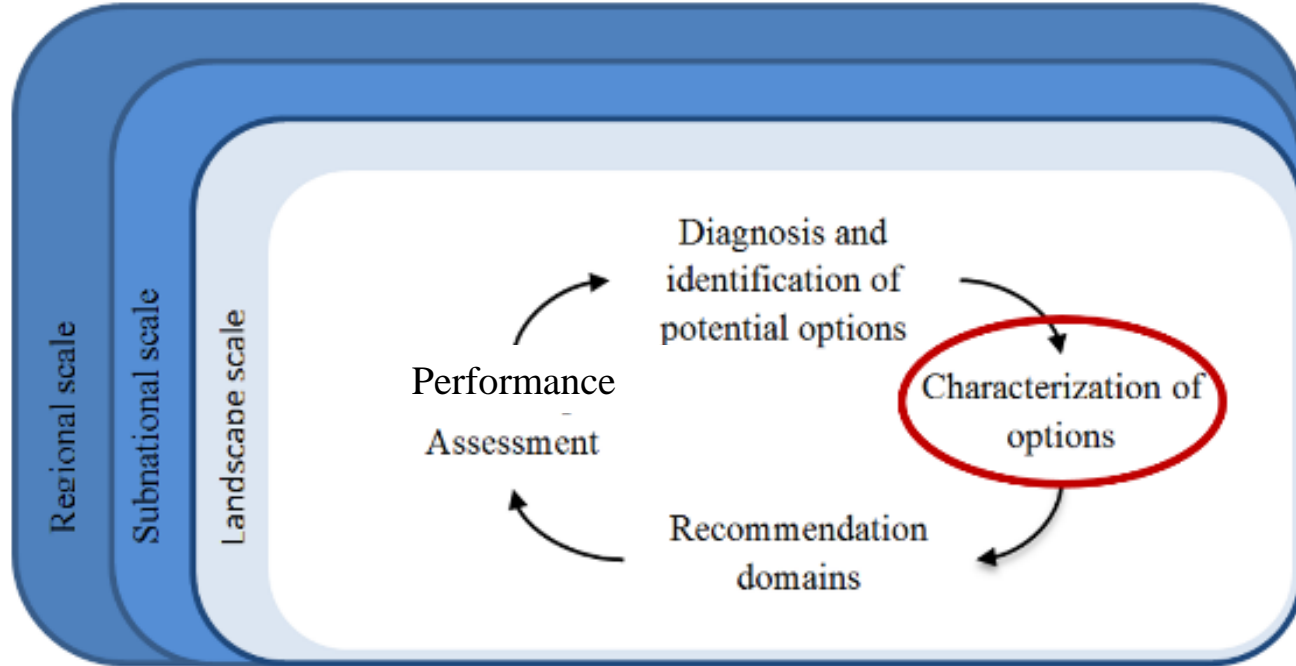 Regional scale
Subnational scale
Landscape scale
Diagnosis and
identification of
potential options
Characterization of
options
Recommendation
domains
Performance
Assessment